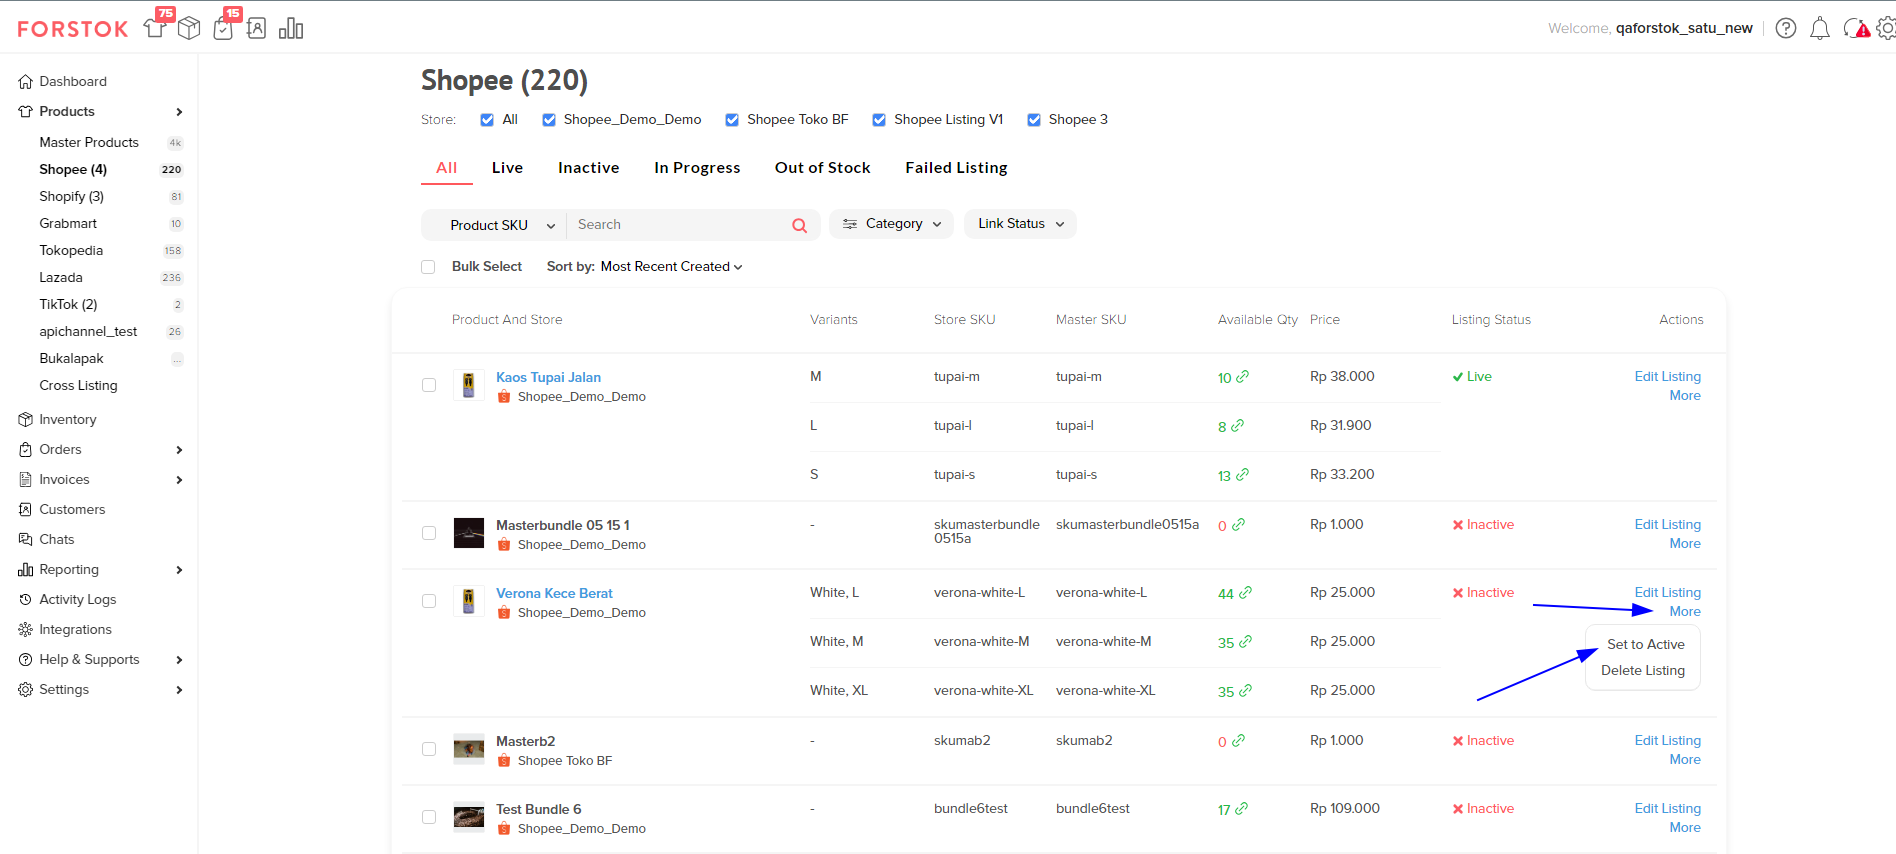 FORSTOK
75
15
Welcome, qaforstok_satu_new
Dashboard
Products
Master Products 4k
Shopee (4) 220
Shopify (3) 81
Grabmart 10
Tokopedia 158
Lazada 236
TikTok (2) 2
apichannel_test 26
Bukalapak ...
Cross Listing
Inventory
Orders
Invoices
Customers
Chats
Reporting
Activity Logs
Integrations
Help & Supports
Settings
Shopee (220)
Store: All Shopee_Demo_Demo Shopee Toko BF Shopee Listing V1 Shopee 3
All Live Inactive In Progress Out of Stock Failed Listing
Product SKU Search Category Link Status
Bulk Select Sort by: Most Recent Created
Product And Store Variants Store SKU Master SKU Available Qty Price Listing Status Actions
Kaos Tupai Jalan M tupai-m tupai-m 10 Rp 38.000 Live Edit Listing
Shopee_Demo_Demo More
L tupai-l tupai-l 8 Rp 31.900
S tupai-s tupai-s 13 Rp 33.200
Masterbundle 05 15 1 - skumasterbundle skumasterbundle0515a 0 Rp 1.000 Inactive Edit Listing
Shopee_Demo_Demo 0515a More
Verona Kece Berat White, L verona-white-L verona-white-L 44 Rp 25.000 Inactive Edit Listing
Shopee_Demo_Demo More
White, M verona-white-M verona-white-M 35 Rp 25.000 Set to Active
Delete Listing
White, XL verona-white-XL verona-white-XL 35 Rp 25.000
Masterb2 - skumab2 skumab2 0 Rp 1.000 Inactive Edit Listing
Shopee Toko BF More
Test Bundle 6 - bundle6test bundle6test 17 Rp 109.000 Inactive Edit Listing
Shopee_Demo_Demo More